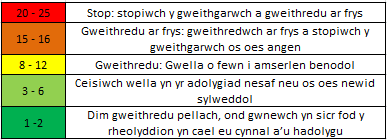 20 - 25 Stop: stopiwch y gweithgarwch a gweithredu ar frys
15 - 16 Gweithredu ar frys: gweithredwch ar frys a stopiwch y
gweithgarwch os oes angen
8 - 12 Gweithredu: Gwella o fewn i amserlen benodol
3 - 6 Ceisiwch wella yn yr adolygiad nesaf neu os oes newid
sylweddol
1 -2 Dim gweithredu pellach, ond gwnewch yn sicr fod y
rheolyddion yn cael eu cynnal a'u hadolygu